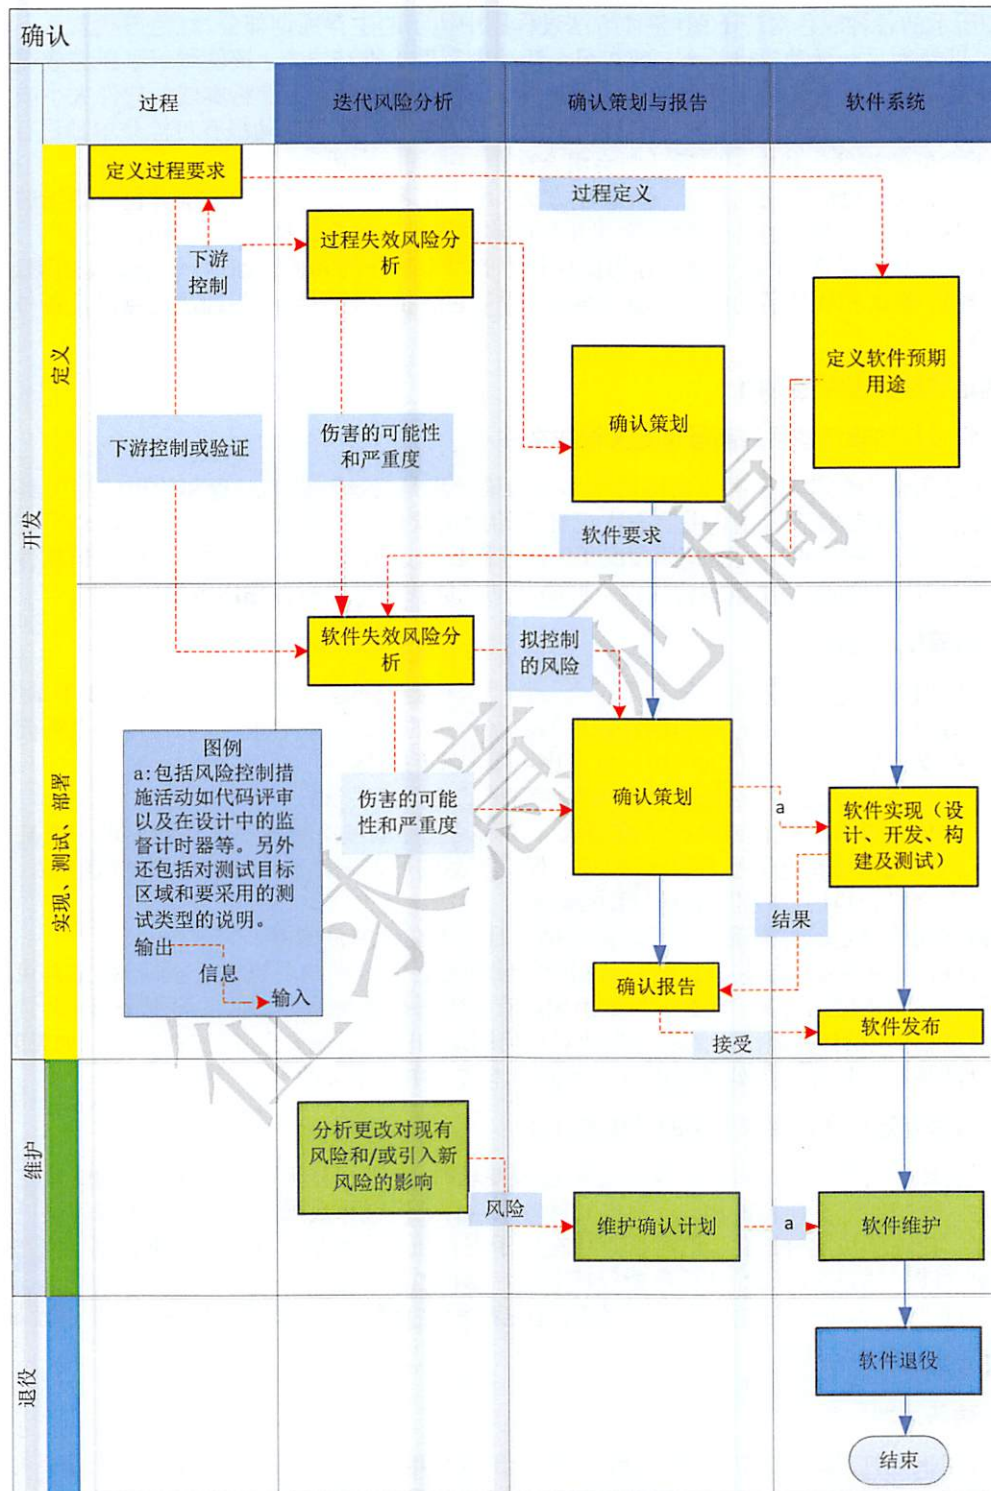 确认
过程
迭代风险分析
确认策划与报告
软件系统
开发
定义
定义过程要求
过程定义
下游
控制
过程失效风险分
析
定义软件预期
用途
确认策划
下游控制或验证
伤害的可能性
和严重度
软件要求
实现、测试、部署
软件失效风险分
析
拟控制
的风险
图例
a:包括风险控制措
施活动如代码评审
以及在设计中的监
督计时器等。另外
还包括对测试目标
区域和要采用的测
试类型的说明。
输出
信息
输入
伤害的可能
性和严重度
确认策划
a
软件实现（设
计、开发、构
建及测试）
结果
确认报告
接受
软件发布
维护
分析更改对现有
风险和/或引入新
风险的影响
风险
维护确认计划
a
软件维护
退役
软件退役
结束
征求意见稿